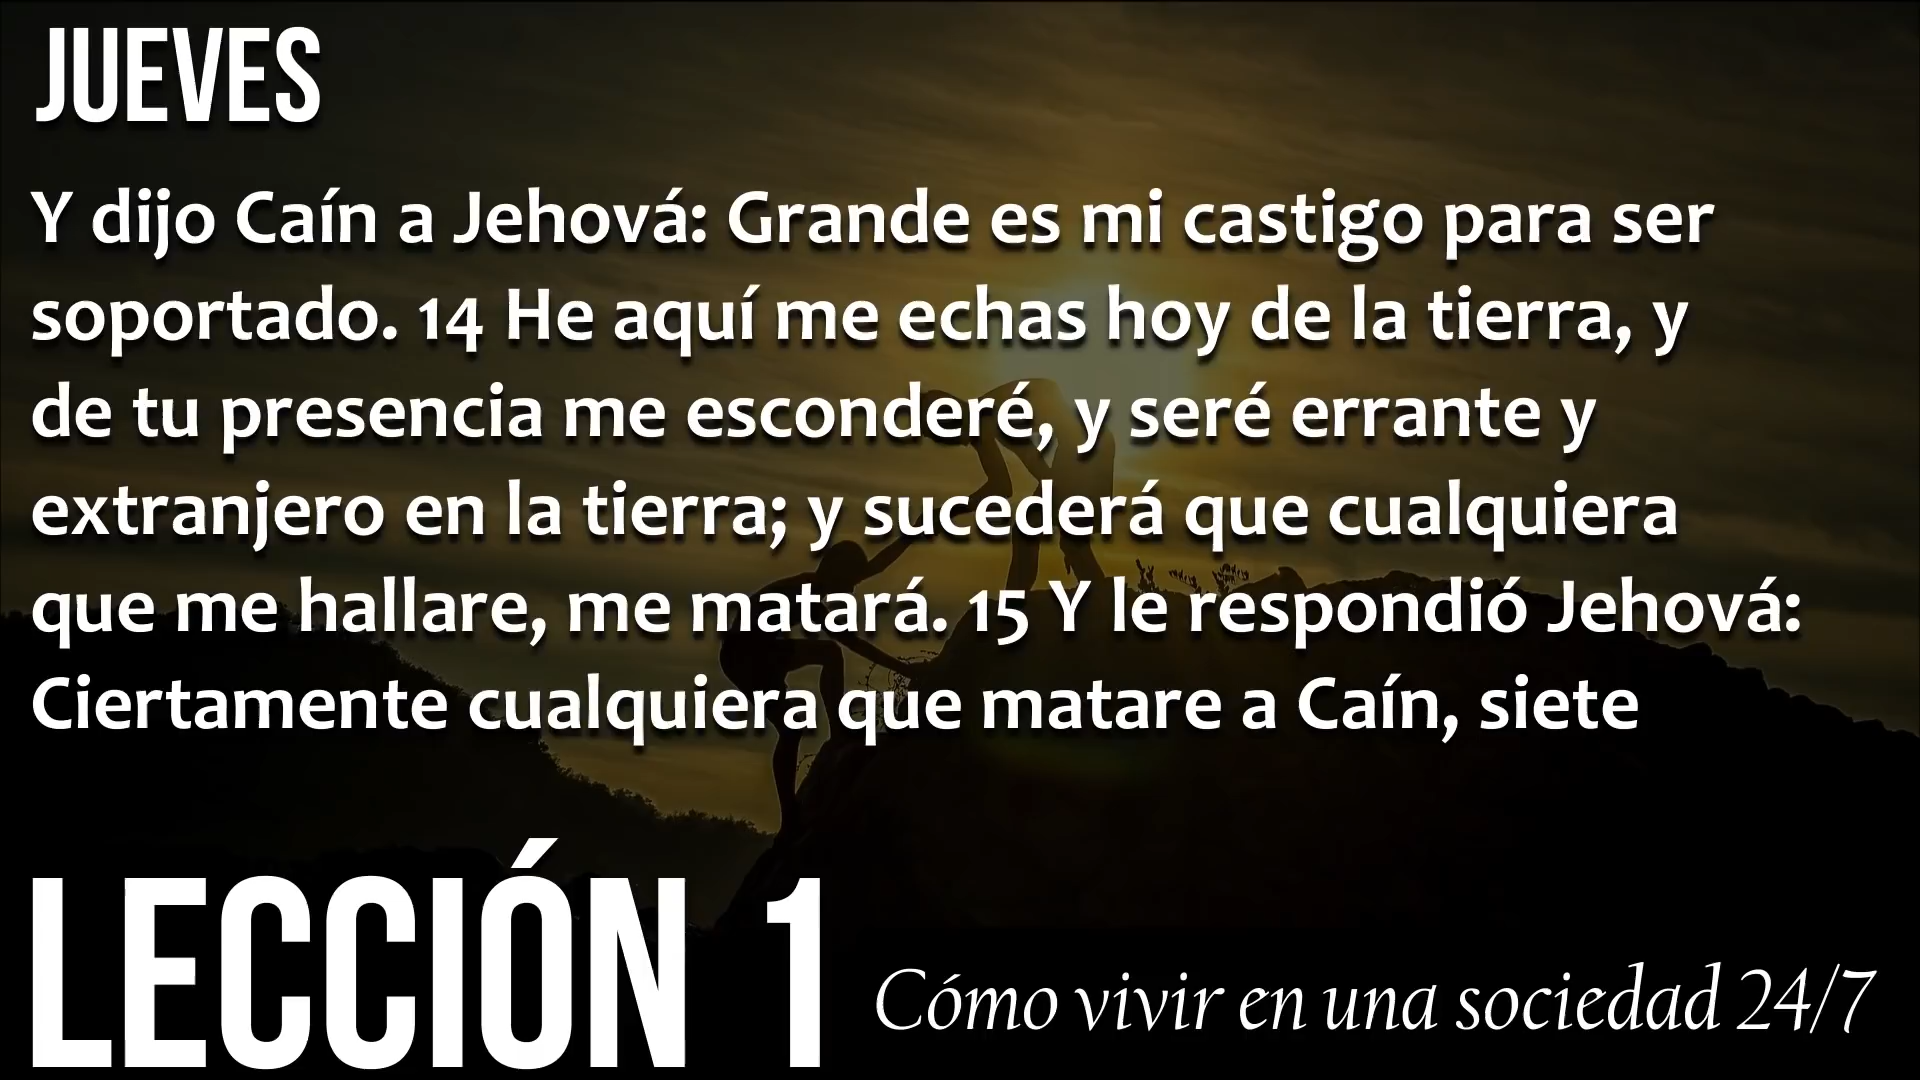 JUEVES
Y dijo Caín a Jehová: Grande es mi castigo para ser
soportado. 14 He aquí me echas hoy de la tierra, y
de tu presencia me esconderé, y seré errante y
extranjero en la tierra; y sucederá que cualquiera
que me hallare, me matará. 15 Y le respondió Jehová:
Ciertamente cualquiera que matare a Caín, siete
LECCIÓN 1
Cómo vivir en una sociedad 24/7